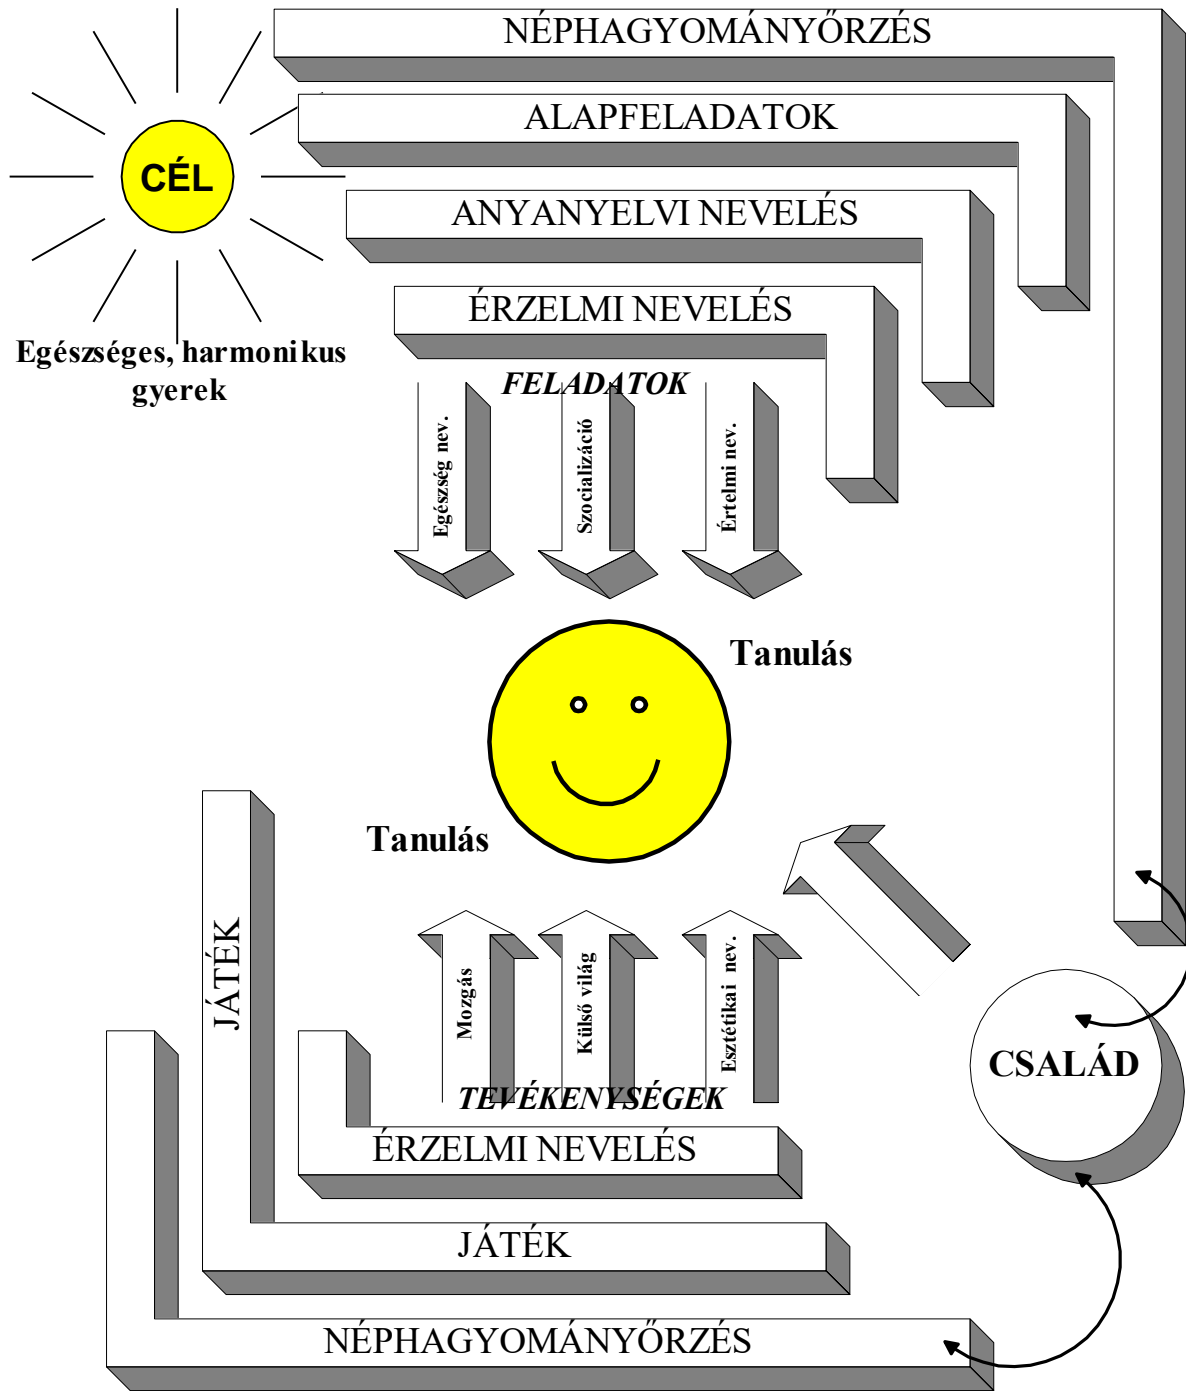 NÉPHAGYOMÁNYŐRZÉS
ALAPFELADATOK
CÉL
ANYANYELVI NEVELÉS
ÉRZELMI NEVELÉS
Egészséges, harmonikus
gyerek
FELADATOK
Egészség nev.
Szocializáció
Értelmi nev.
Tanulás
Tanulás
JÁTÉK
Mozgás
Külső világ
Esztétikai nev.
CSALÁD
TEVÉKENYSÉGEK
ÉRZELMI NEVELÉS
JÁTÉK
NÉPHAGYOMÁNYŐRZÉS